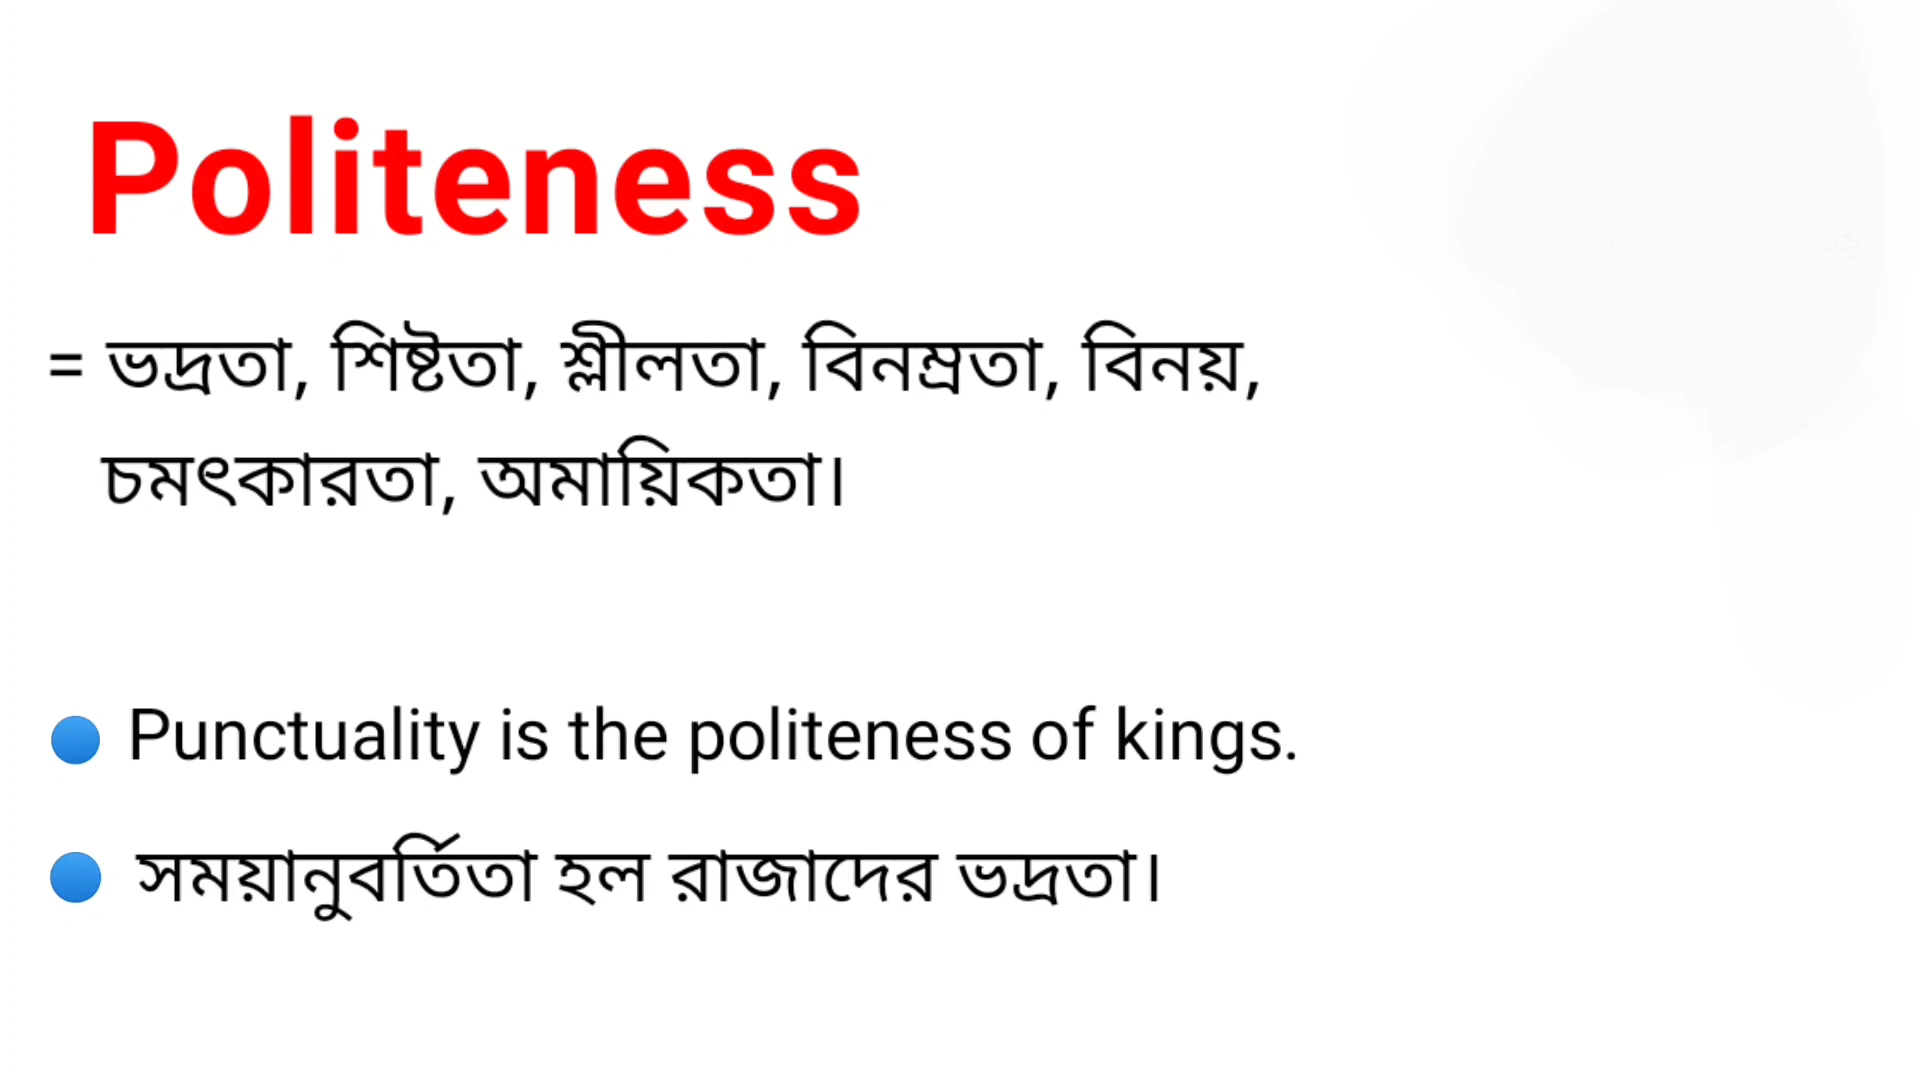 Politeness
= ভদ্রতা, শিষ্টতা, শ্লীলতা, বিনম্রতা, বিনয়,
চমৎকারতা, অমায়িকতা।
Punctuality is the politeness of kings.
সময়ানুবর্তিতা হল রাজাদের ভদ্রতা।